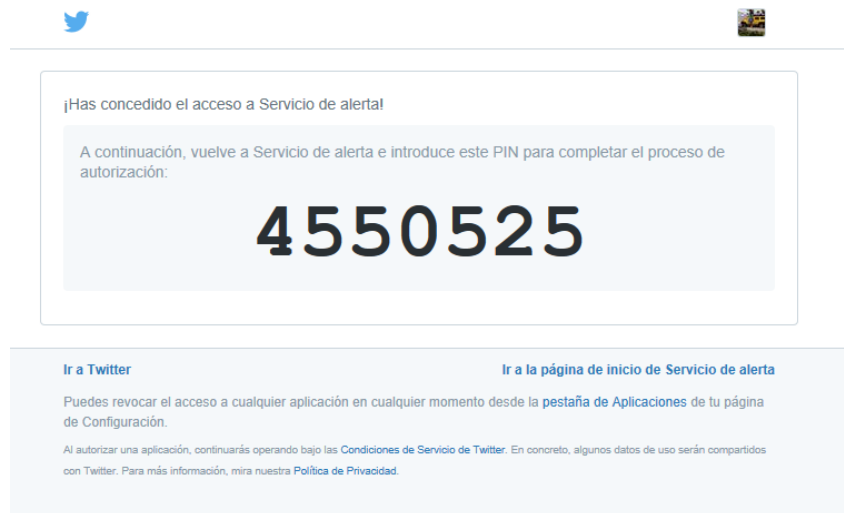 ¡Has concedido el acceso a Servicio de alerta!
A continuación, vuelve a Servicio de alerta e introduce este PIN para completar el proceso de
autorización:
4550525
Ir a Twitter
Ir a la página de inicio de Servicio de alerta
Puedes revocar el acceso a cualquier aplicación en cualquier momento desde la pestaña de Aplicaciones de tu página
de Configuración.
Al autorizar una aplicación, continuarás operando bajo las Condiciones de Servicio de Twitter. En concreto, algunos datos de uso serán compartidos
con Twitter. Para más información, mira nuestra Política de Privacidad.